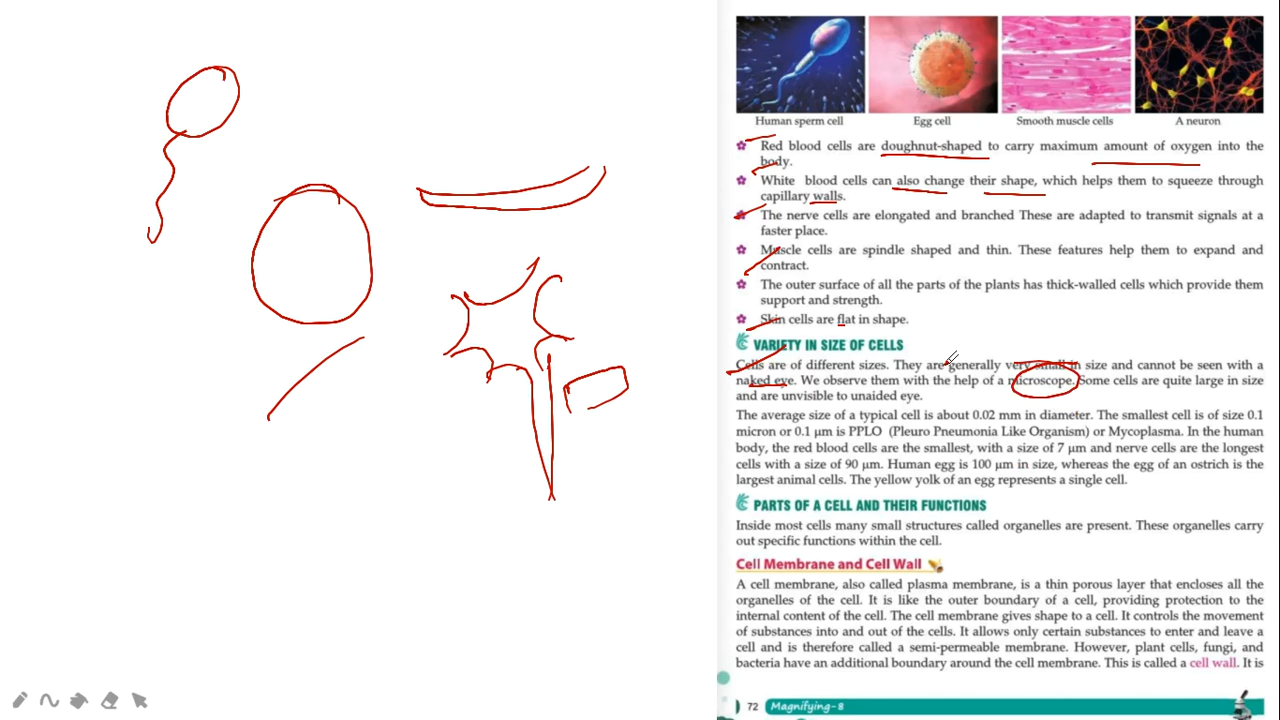 Human sperm cell
Egg cell
Smooth muscle cells
A neuron
Red blood cells are doughnut-shaped to carry maximum amount of oxygen into the
body.
White blood cells can also change their shape, which helps them to squeeze through
capillary walls.
The nerve cells are elongated and branched These are adapted to transmit signals at a
faster place.
Muscle cells are spindle shaped and thin. These features help them to expand and
contract.
The outer surface of all the parts of the plants has thick-walled cells which provide them
support and strength.
Skin cells are flat in shape.
VARIETY IN SIZE OF CELLS
Cells are of different sizes. They are generally very small in size and cannot be seen with a
naked eye. We observe them with the help of a microscope. Some cells are quite large in size
and are unvisible to unaided eye.
The average size of a typical cell is about 0.02 mm in diameter. The smallest cell is of size 0.1
micron or 0.1 µm is PPLO (Pleuro Pneumonia Like Organism) or Mycoplasma. In the human
body, the red blood cells are the smallest, with a size of 7 µm and nerve cells are the longest
cells with a size of 90 µm. Human egg is 100 µm in size, whereas the egg of an ostrich is the
largest animal cells. The yellow yolk of an egg represents a single cell.
PARTS OF A CELL AND THEIR FUNCTIONS
Inside most cells many small structures called organelles are present. These organelles carry
out specific functions within the cell.
Cell Membrane and Cell Wall
A cell membrane, also called plasma membrane, is a thin porous layer that encloses all the
organelles of the cell. It is like the outer boundary of a cell, providing protection to the
internal content of the cell. The cell membrane gives shape to a cell. It controls the movement
of substances into and out of the cells. It allows only certain substances to enter and leave a
cell and is therefore called a semi-permeable membrane. However, plant cells, fungi, and
bacteria have an additional boundary around the cell membrane. This is called a cell wall. It is
72 Magnifying-8